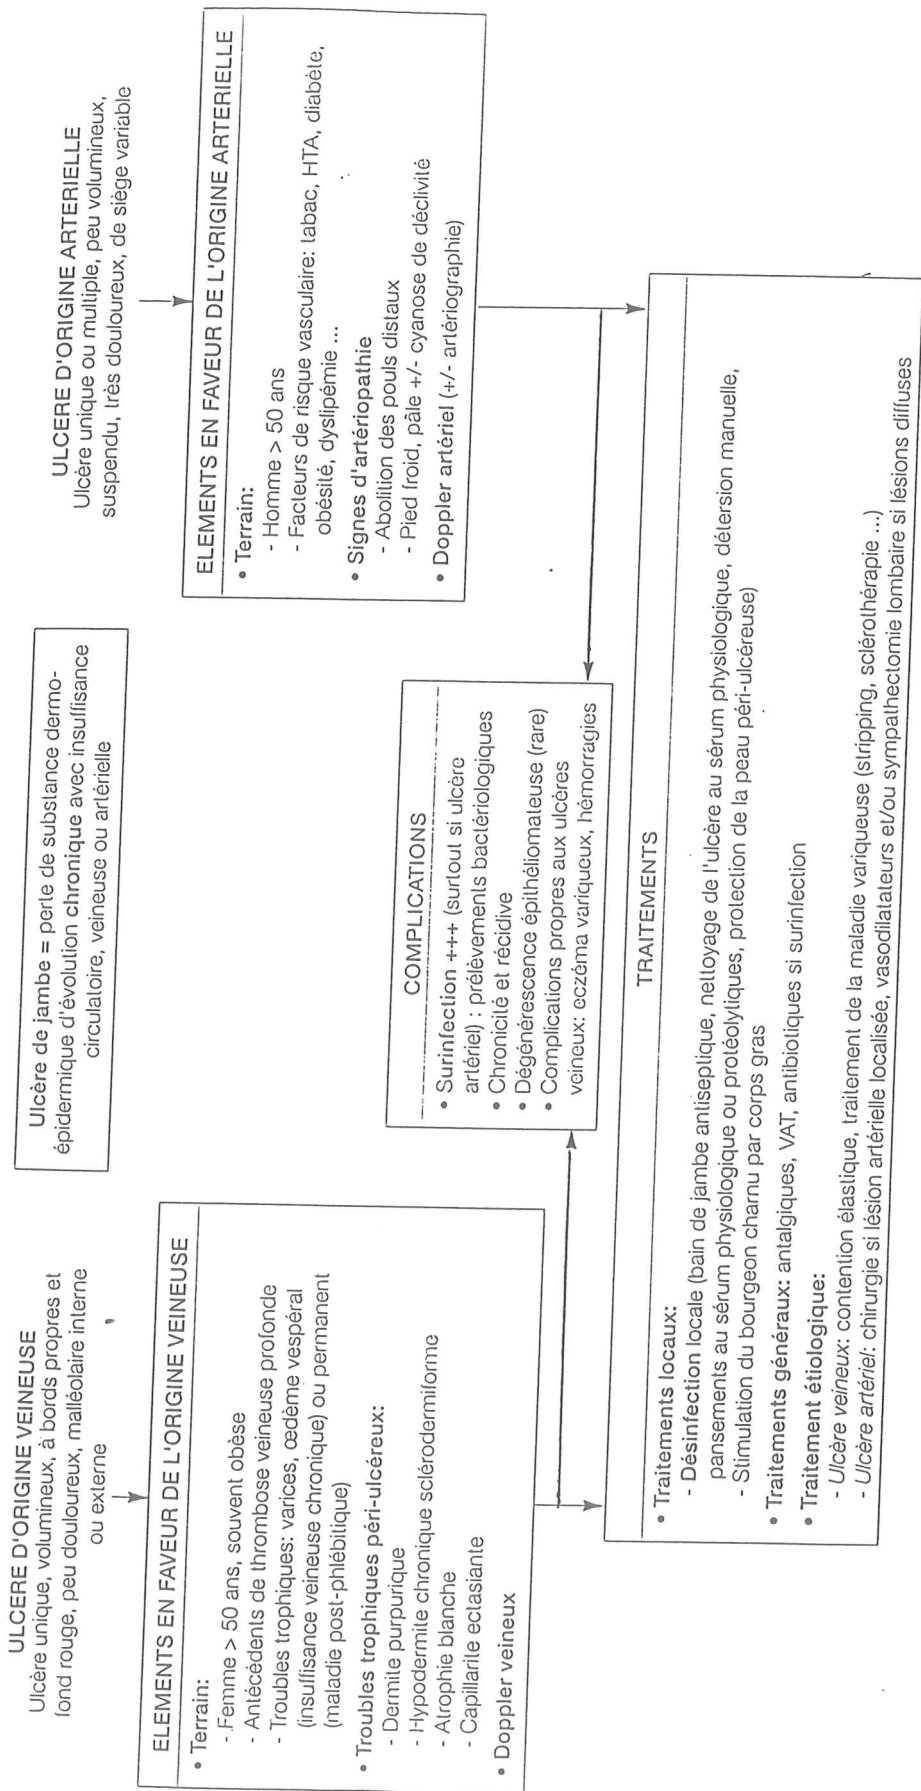 Ulcère de jambe = perte de substance dermo-
épidermique d'évolution chronique avec insuffisance
circulatoire, veineuse ou artérielle
ULCERE D'ORIGINE VEINEUSE
Ulcère unique, volumineux, à bords propres et
fond rouge, peu douloureux, malléolaire interne
ou externe
ELEMENTS EN FAVEUR DE L'ORIGINE VEINEUSE
• Terrain:
- Femme > 50 ans, souvent obèse
- Antécédents de thrombose veineuse profonde
- Troubles trophiques: varices, œdème vespéral
(insuffisance veineuse chronique) ou permanent
(maladie post-phlébitique)
• Troubles trophiques péri-ulcéreux:
- Dermite purpurique
- Hypodermite chronique sclérodermiforme
- Atrophie blanche
- Capillarite ectasiante
• Doppler veineux
ULCERE D'ORIGINE ARTERIELLE
Ulcère unique ou multiple, peu volumineux,
suspendu, très douloureux, de siège variable
ELEMENTS EN FAVEUR DE L'ORIGINE ARTERIELLE
• Terrain:
- Homme > 50 ans
- Facteurs de risque vasculaire: tabac, HTA, diabète,
obésité, dyslipémie ...
• Signes d'artériopathie
- Abolition des pouls distaux
- Pied froid, pâle +/- cyanose de déclivité
• Doppler artériel (+/- artériographie)
COMPLICATIONS
• Surinfection +++ (surtout si ulcère
artériel) : prélèvements bactériologiques
• Chronicité et récidive
• Dégénérescence épithéliomateuse (rare)
• Complications propres aux ulcères
veineux: eczéma variqueux, hémorragies
TRAITEMENTS
• Traitements locaux:
- Désinfection locale (bain de jambe antiseptique, nettoyage de l'ulcère au sérum physiologique, détersion manuelle,
pansements au sérum physiologique ou protéolytiques, protection de la peau péri-ulcéreuse)
- Stimulation du bourgeon charnu par corps gras
• Traitements généraux: antalgiques, VAT, antibiotiques si surinfection
• Traitement étiologique:
- Ulcère veineux: contention élastique, traitement de la maladie variqueuse (stripping, sclérothérapie ...)
- Ulcère artériel: chirurgie si lésion artérielle localisée, vasodilatateurs et/ou sympathectomie lombaire si lésions diffuses